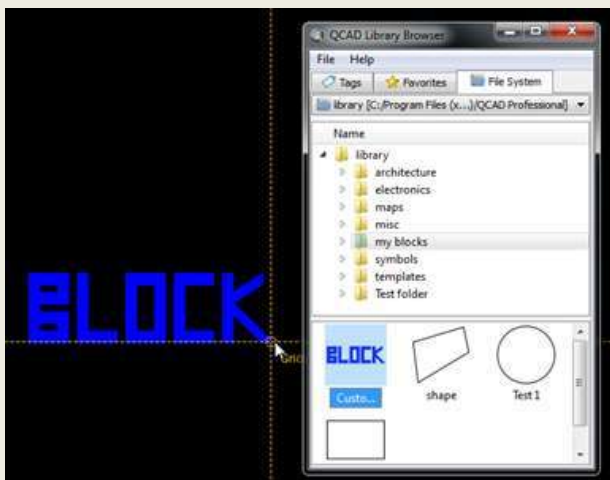 QCAD Library Browser
File Help
Tags Favorites File System
library [C:/Program Files (x...)/QCAD Professional]
Name
library
architecture
electronics
maps
misc
my blocks
symbols
templates
Test folder
BLOCK
Grid
BLOCK
Custo...
shape
Test 1